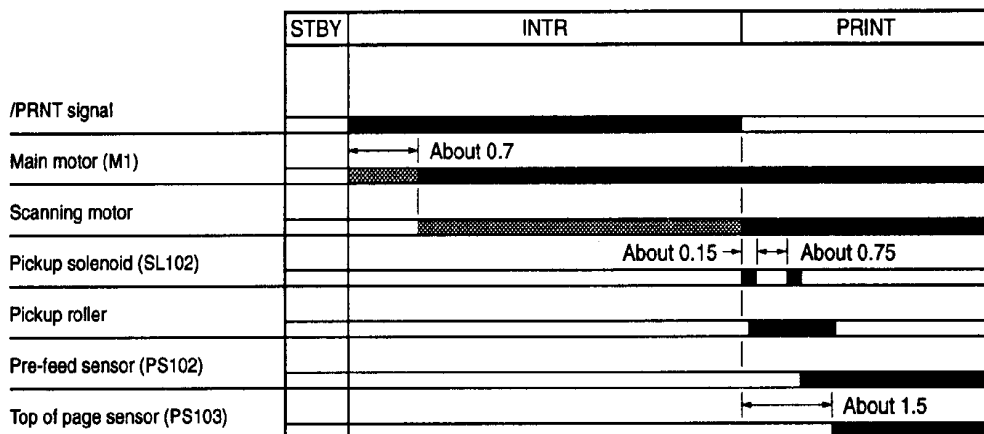 STBY INTR PRINT
/PRNT signal
About 0.7
Main motor (M1)
Scanning motor
About 0.15 About 0.75
Pickup solenoid (SL102)
Pickup roller
Pre-feed sensor (PS102)
About 1.5
Top of page sensor (PS103)